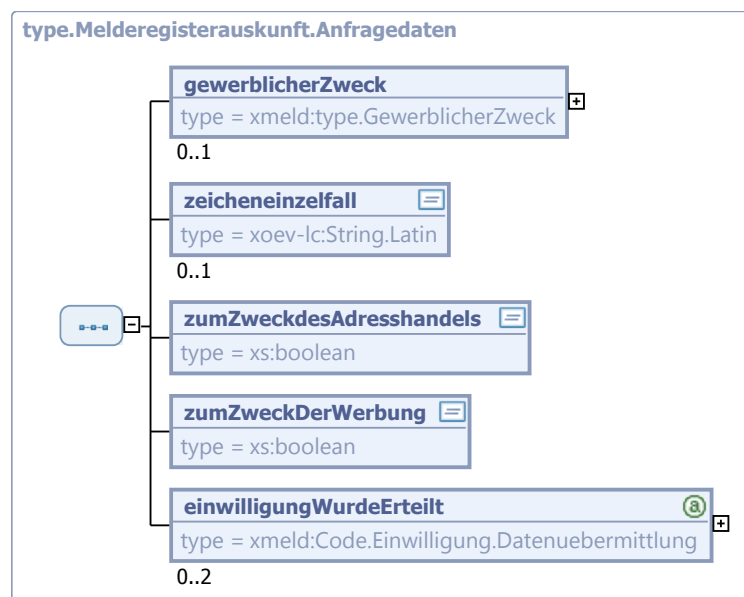 type.Melderegisterauskunft.Anfragedaten
gewerblicherZweck
type = xmeld:type.GewerblicherZweck
0..1
zeicheneinzelfall
type = xoev-lc:String.Latin
0..1
zumZweckdesAdresshandels
type = xs:boolean
zumZweckDerWerbung
type = xs:boolean
einwilligungWurdeErteilt
type = xmeld:Code.Einwilligung.Datenuebermittlung
0..2